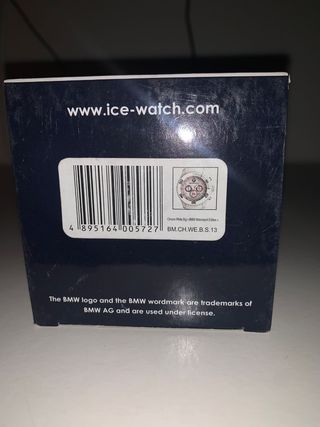 www.ice-watch.com
4 895164 005727
BM.CH.WE.B.S.13
The BMW logo and the BMW wordmark are trademarks of
BMW AG and are used under license.